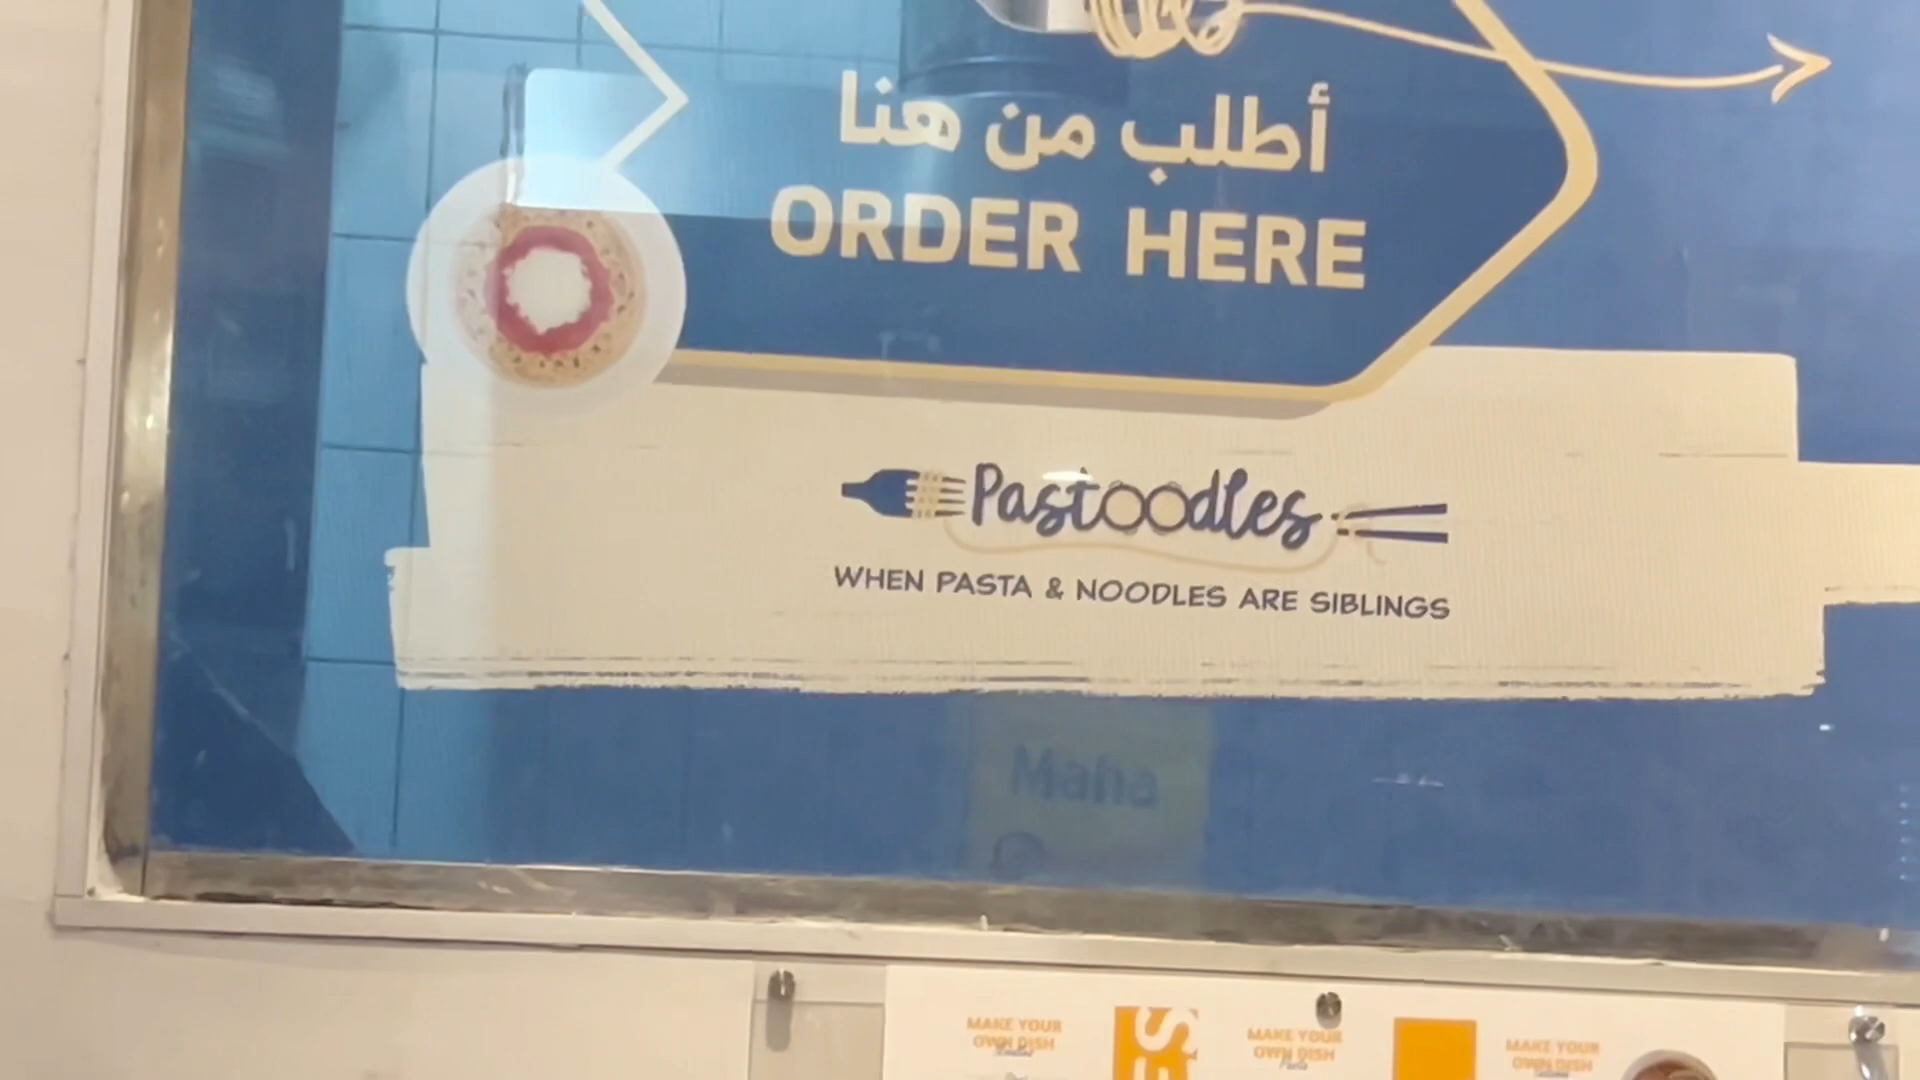 أطلب من هنا
ORDER HERE
Pastoodles
WHEN PASTA & NOODLES ARE SIBLINGS
Maha
MAKE YOUR
OWN DISH
MAKE YOUR
OWN DISH
Pasta
MAKE YOUR
OWN DISH